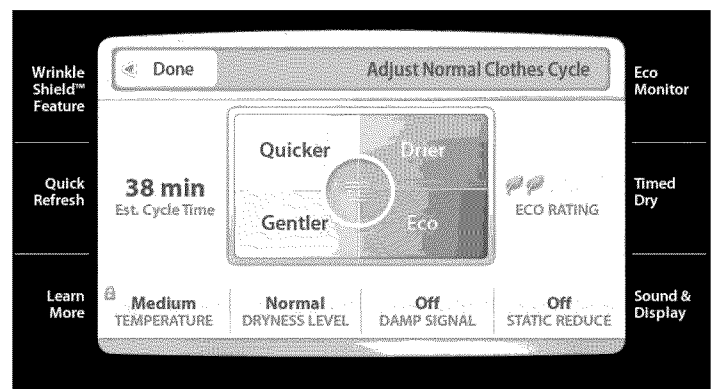 Wrinkle
Shield™
Feature
Quick
Refresh
Learn
More
Done
Adjust Normal Clothes Cycle
Quicker
Drier
Gentler
Eco
38 min
Est. Cycle Time
ECO RATING
Medium
TEMPERATURE
Normal
DRYNESS LEVEL
Off
DAMP SIGNAL
Off
STATIC REDUCE
Eco
Monitor
Timed
Dry
Sound &
Display